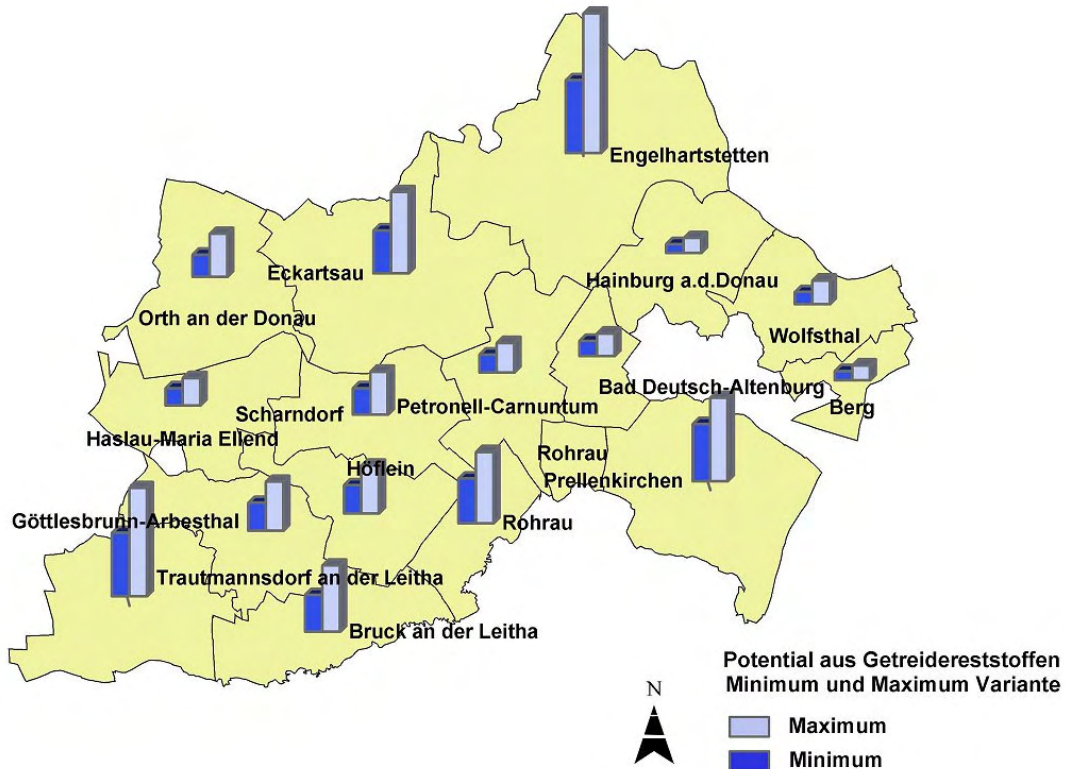 Engelhartstetten
Eckartsau
Hainburg a.d.Donau
Orth an der Donau
Wolfsthal
Bad Deutsch-Altenburg
Berg
Scharndorf
Petronell-Carnuntum
Haslau-Maria Ellend
Rohrau
Höflein
Prellenkirchen
Göttlesbrunn-Arbesthal
Rohrau
Trautmannsdorf an der Leitha
Bruck an der Leitha
Potential aus Getreidereststoffen
Minimum und Maximum Variante
N
Maximum
Minimum